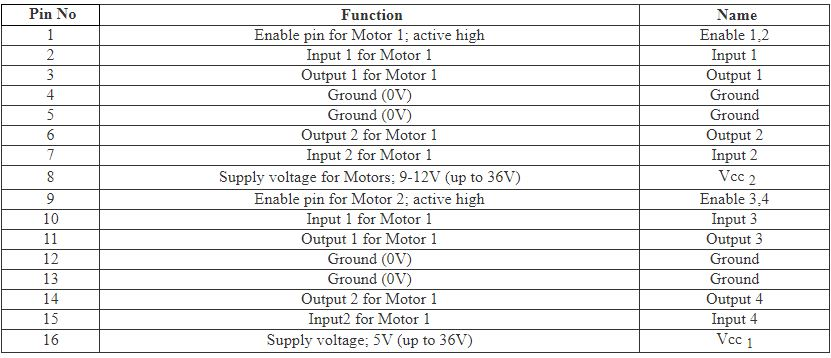 Pin No Function Name
1 Enable pin for Motor 1; active high Enable 1,2
2 Input 1 for Motor 1 Input 1
3 Output 1 for Motor 1 Output 1
4 Ground (0V) Ground
5 Ground (0V) Ground
6 Output 2 for Motor 1 Output 2
7 Input 2 for Motor 1 Input 2
8 Supply voltage for Motors; 9-12V (up to 36V) Vcc 2
9 Enable pin for Motor 2; active high Enable 3,4
10 Input 1 for Motor 1 Input 3
11 Output 1 for Motor 1 Output 3
12 Ground (0V) Ground
13 Ground (0V) Ground
14 Output 2 for Motor 1 Output 4
15 Input2 for Motor 1 Input 4
16 Supply voltage; 5V (up to 36V) Vcc 1